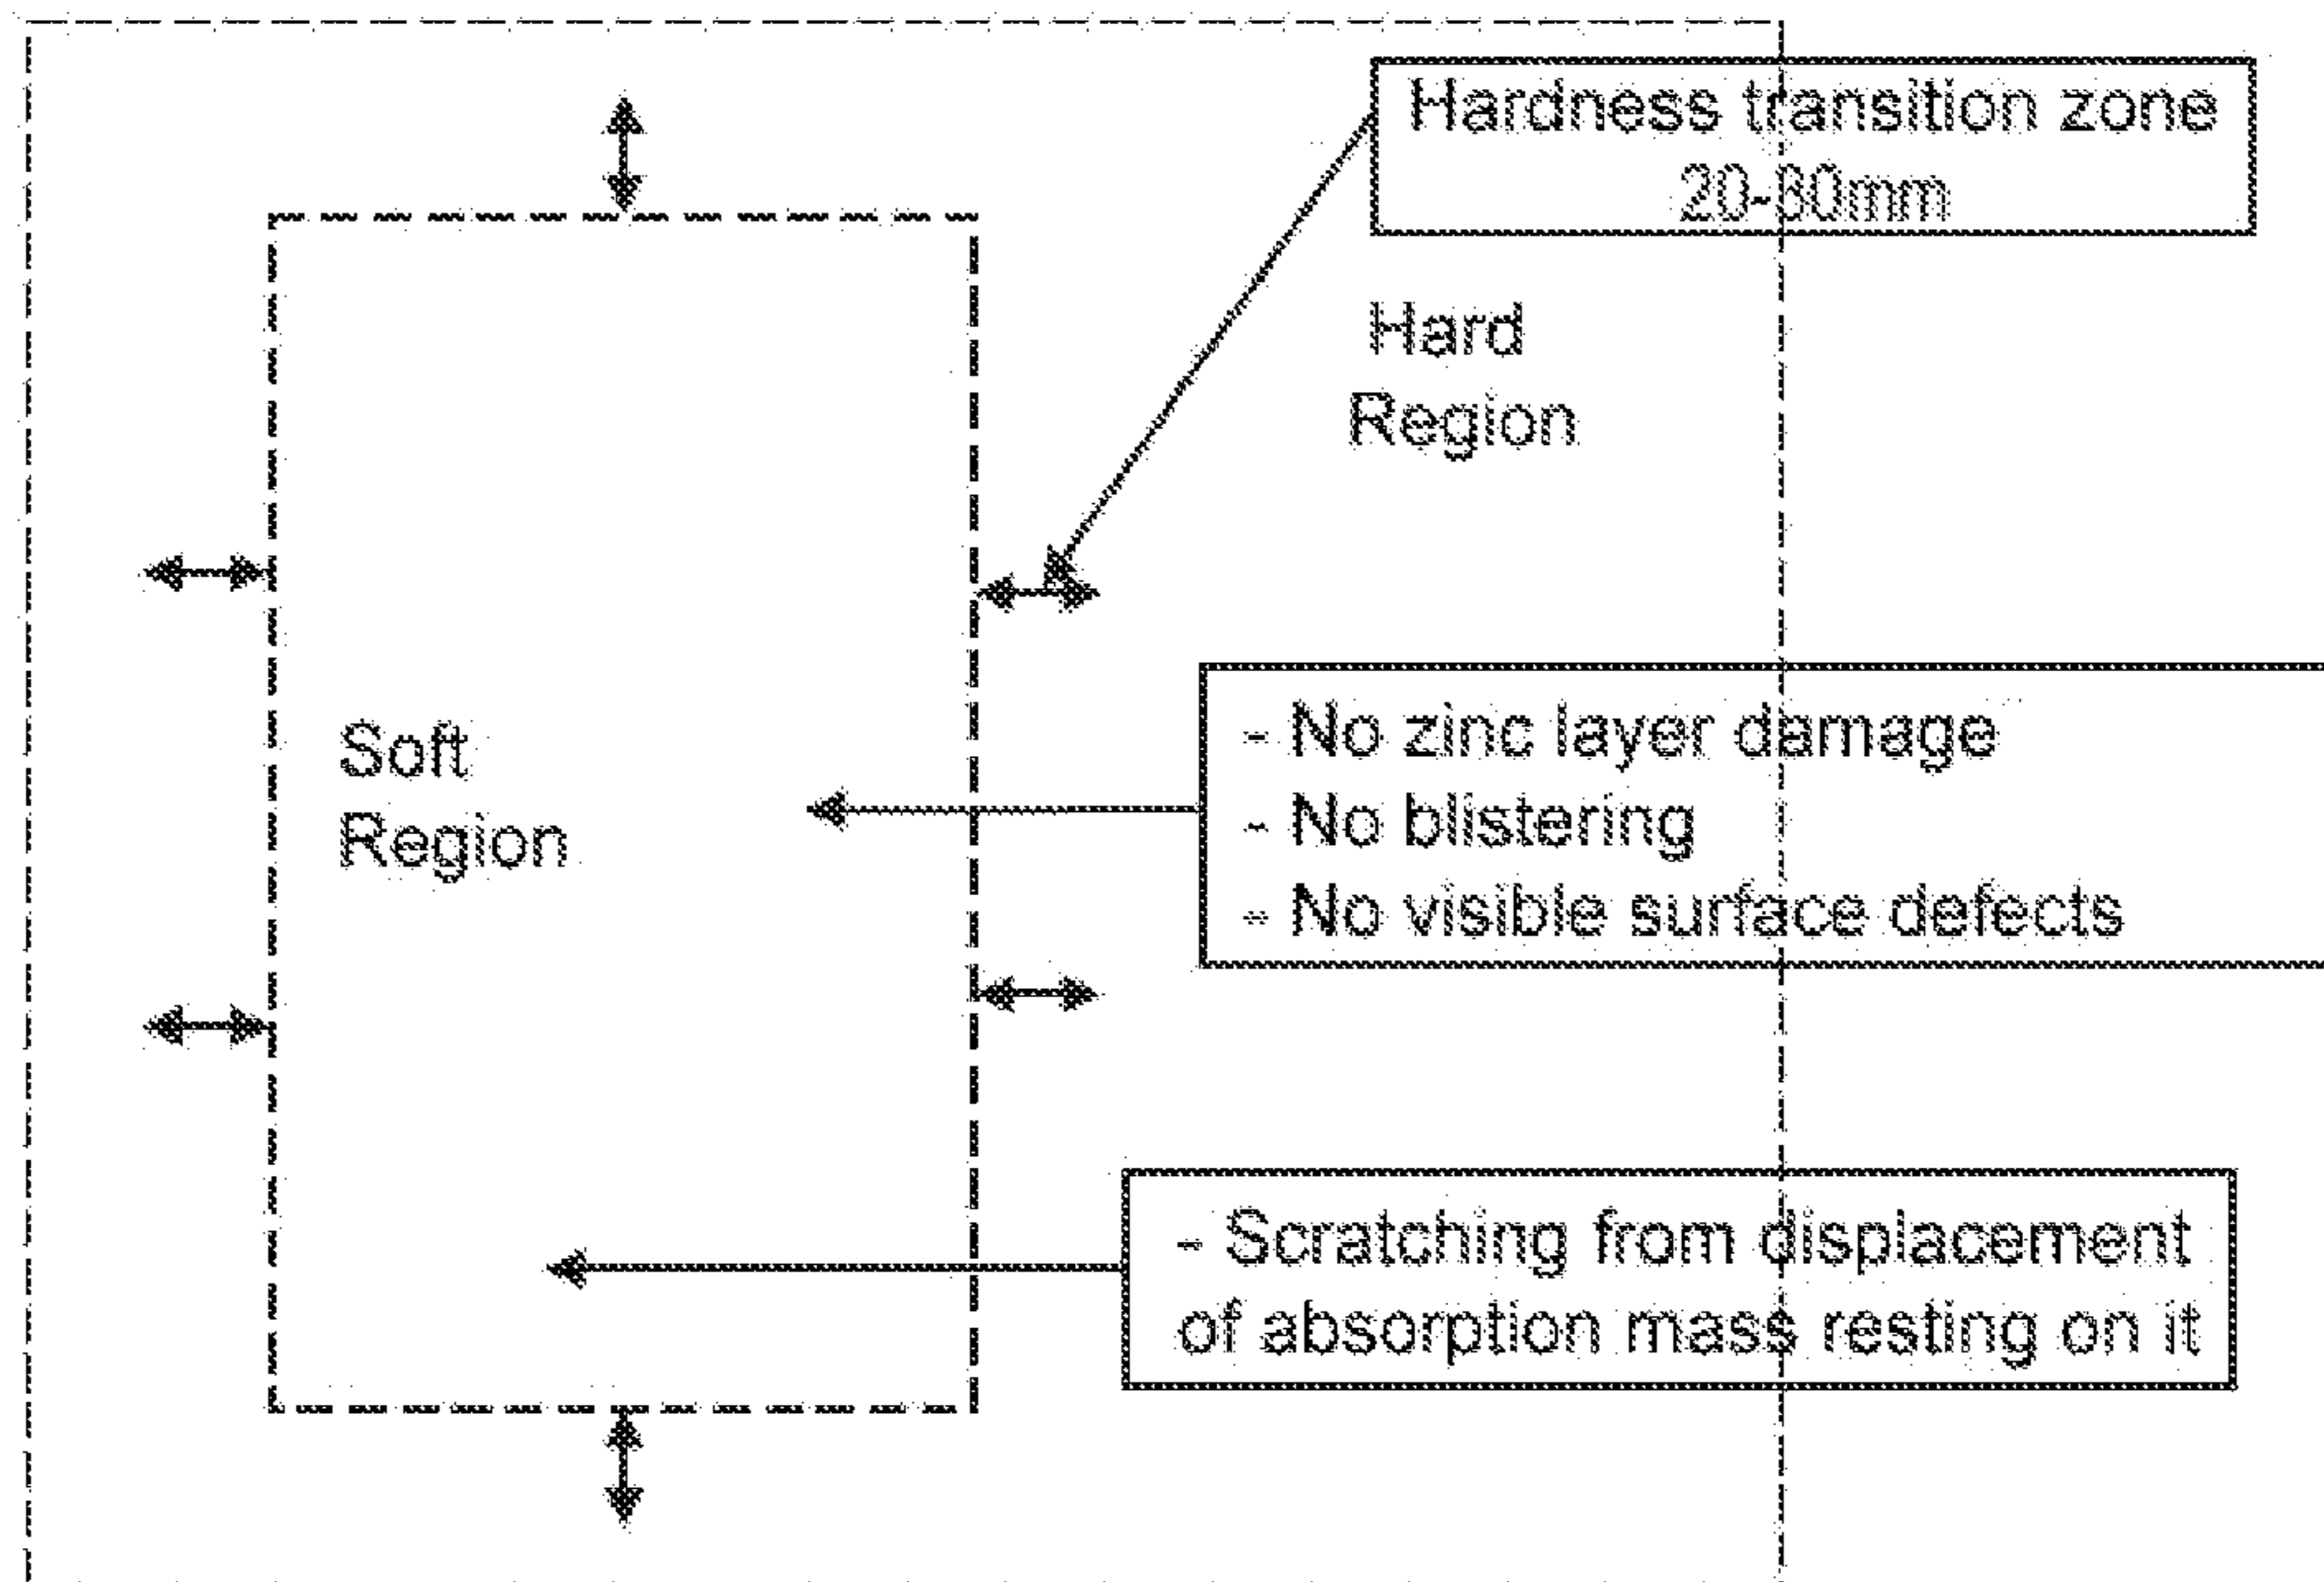 Hardness transition zone
20-30mm
Hard
Region
Soft
Region
- No zinc layer damage
- No blistering
- No visible surface defects
- Scratching from displacement
of absorption mass resting on it